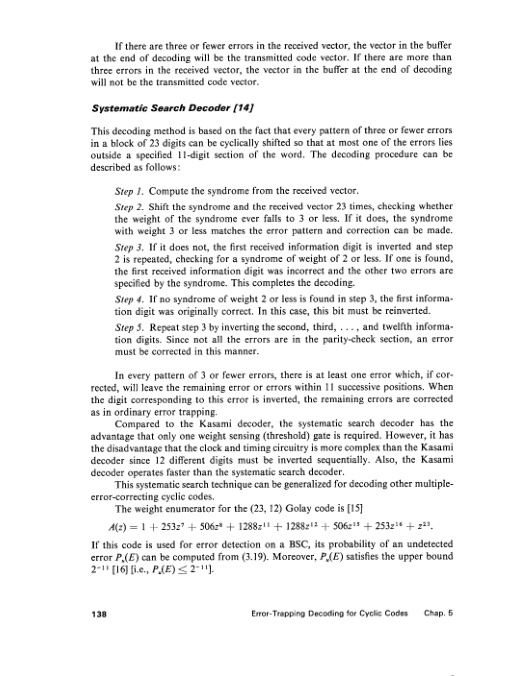 If there are three or fewer errors in the received vector, the vector in the buffer
at the end of decoding will be the transmitted code vector. If there are more than
three errors in the received vector, the vector in the buffer at the end of decoding
will not be the transmitted code vector.
Systematic Search Decoder [14]
This decoding method is based on the fact that every pattern of three or fewer errors
in a block of 23 digits can be cyclically shifted so that at most one of the errors lies
outside a specified 11-digit section of the word. The decoding procedure can be
described as follows:
Step 1. Compute the syndrome from the received vector.
Step 2. Shift the syndrome and the received vector 23 times, checking whether
the weight of the syndrome ever falls to 3 or less. If it does, the syndrome
with weight 3 or less matches the error pattern and correction can be made.
Step 3. If it does not, the first received information digit is inverted and step
2 is repeated, checking for a syndrome of weight of 2 or less. If one is found,
the first received information digit was incorrect and the other two errors are
specified by the syndrome. This completes the decoding.
Step 4. If no syndrome of weight 2 or less is found in step 3, the first informa-
tion digit was originally correct. In this case, this bit must be reinverted.
Step 5. Repeat step 3 by inverting the second, third, . . . , and twelfth informa-
tion digits. Since not all the errors are in the parity-check section, an error
must be corrected in this manner.
In every pattern of 3 or fewer errors, there is at least one error which, if cor-
rected, will leave the remaining error or errors within 11 successive positions. When
the digit corresponding to this error is inverted, the remaining errors are corrected
as in ordinary error trapping.
Compared to the Kasami decoder, the systematic search decoder has the
advantage that only one weight sensing (threshold) gate is required. However, it has
the disadvantage that the clock and timing circuitry is more complex than the Kasami
decoder since 12 different digits must be inverted sequentially. Also, the Kasami
decoder operates faster than the systematic search decoder.
This systematic search technique can be generalized for decoding other multiple-
error-correcting cyclic codes.
The weight enumerator for the (23, 12) Golay code is [15]
A(z) = 1 + 253z⁷ + 506z⁸ + 1288z¹¹ + 1288z¹² + 506z¹⁵ + 253z¹⁶ + z²³.
If this code is used for error detection on a BSC, its probability of an undetected
error Pᵤ(E) can be computed from (3.19). Moreover, Pᵤ(E) satisfies the upper bound
2⁻¹¹ [16] [i.e., Pᵤ(E) ≤ 2⁻¹¹].
138 Error-Trapping Decoding for Cyclic Codes Chap. 5